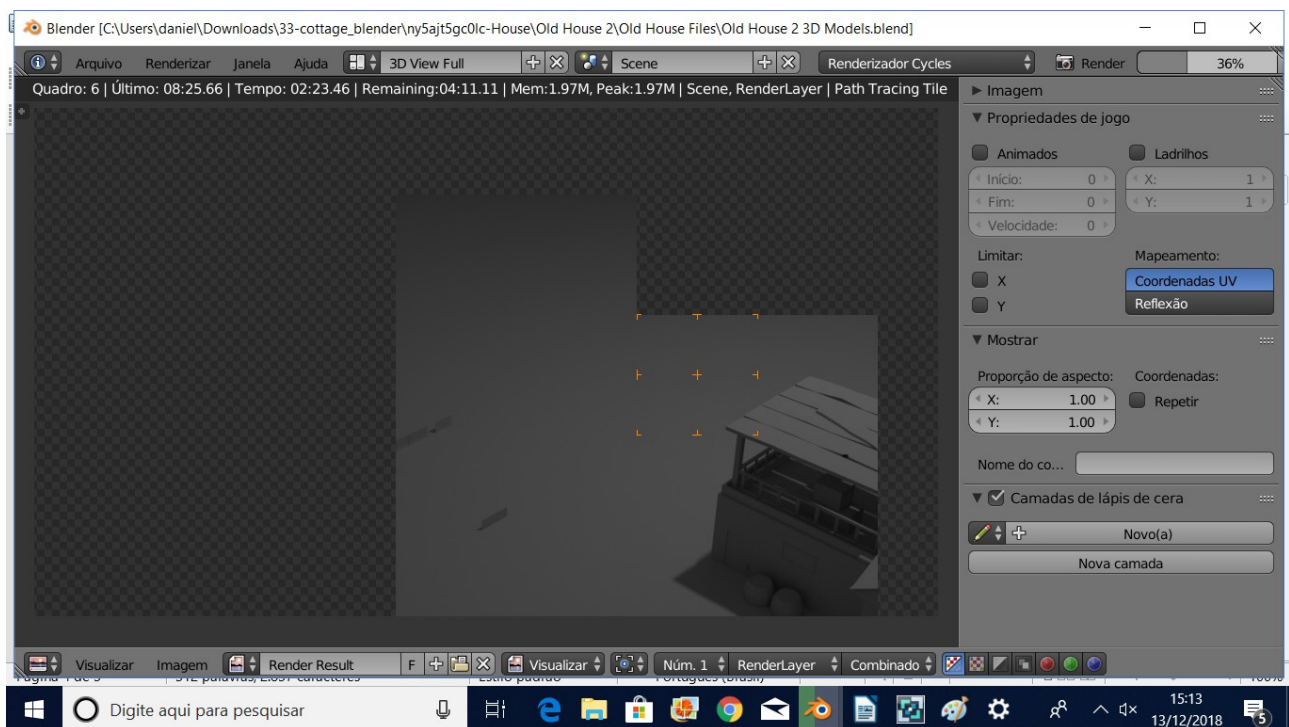 Blender [C:\Users\daniel\Downloads\33-cottage_blender\ny5ajt5gc0lc-House\Old House 2\Old House Files\Old House 2 3D Models.blend]
Arquivo Renderizar Janela Ajuda 3D View Full Scene Renderizador Cycles Render 36%
Quadro: 6 | Último: 08:25.66 | Tempo: 02:23.46 | Remaining:04:11.11 | Mem:1.97M, Peak:1.97M | Scene, RenderLayer | Path Tracing Tile
Imagem
Propriedades de jogo
Animados Ladrilhos
Início: 0 X: 1
Fim: 0 Y: 1
Velocidade: 0
Limitar: Mapeamento:
X Coordenadas UV
Y Reflexão
Mostrar
Proporção de aspecto: Coordenadas:
X: 1.00 Repetir
Y: 1.00
Nome do co...
Camadas de lápis de cera
Novo(a)
Nova camada
Visualizar Imagem Render Result F Visualizar Núm. 1 RenderLayer Combinado
Digite aqui para pesquisar
15:13
13/12/2018
5